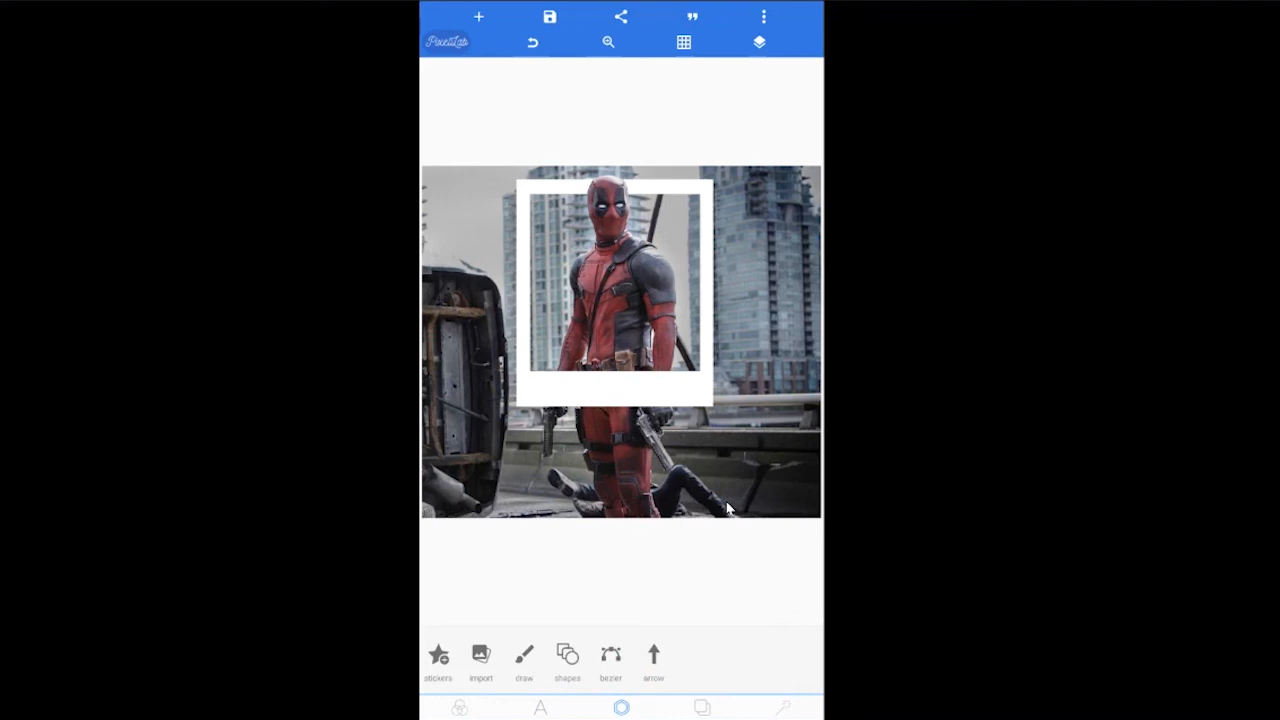 PixelLab
stickers
import
draw
shapes
bezier
arrow